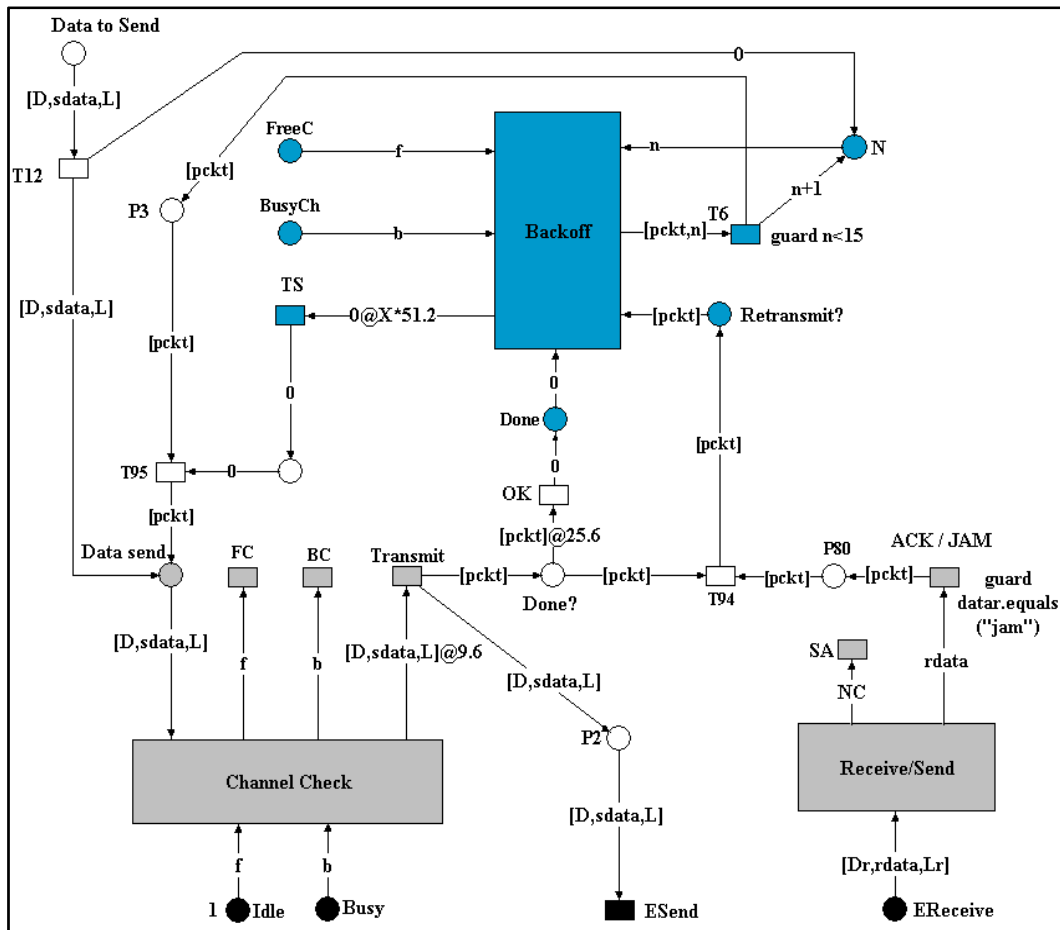 Data to Send
0
[D,sdata,L]
FreeC
f
n
N
T12
[pckt]
n+1
P3
BusyCh
b
Backoff
[pckt,n]
T6
guard n<15
[D,sdata,L]
TS
0@X*51.2
[pckt]
Retransmit?
[pckt]
0
0
Done
[pckt]
0
T95
0
OK
[pckt]
[pckt]@25.6
Data send
FC
BC
Transmit
[pckt]
Done?
[pckt]
T94
[pckt]
P80
[pckt]
ACK / JAM
guard
datar.equals
("jam")
[D,sdata,L]
f
b
[D,sdata,L]@9.6
[D,sdata,L]
SA
NC
rdata
P2
Channel Check
Receive/Send
[D,sdata,L]
f
b
[Dr,rdata,Lr]
1
Idle
Busy
ESend
EReceive